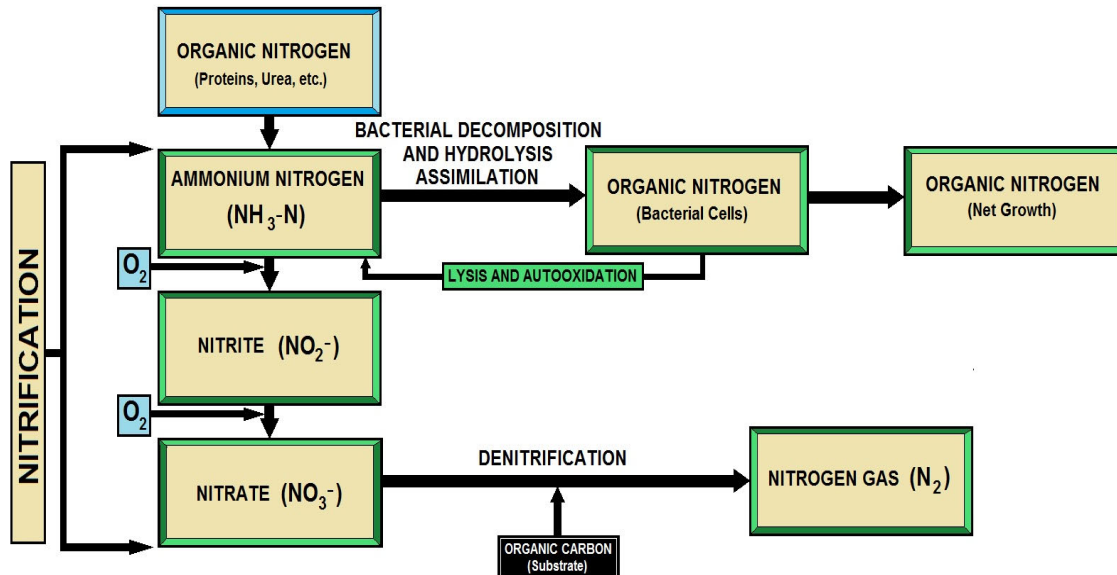 ORGANIC NITROGEN
(Proteins, Urea, etc.)
BACTERIAL DECOMPOSITION
AND HYDROLYSIS
ASSIMILATION
AMMONIUM NITROGEN
(NH₃-N)
ORGANIC NITROGEN
(Bacterial Cells)
ORGANIC NITROGEN
(Net Growth)
O₂
LYSIS AND AUTOOXIDATION
NITRIFICATION
NITRITE (NO₂⁻)
O₂
NITRATE (NO₃⁻)
DENITRIFICATION
NITROGEN GAS (N₂)
ORGANIC CARBON
(Substrate)